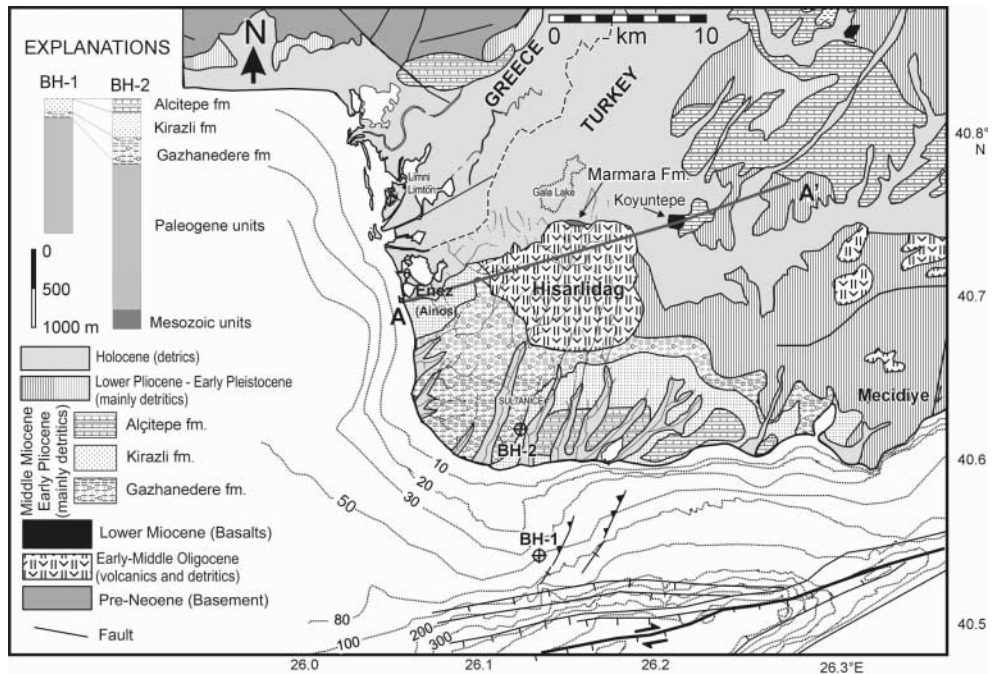 EXPLANATIONS
BH-1
BH-2
Alcitepe fm
Kirazli fm
Gazhanedere fm
Paleogene units
0
500
1000 m
Mesozoic units
Holocene (detrics)
Lower Pliocene - Early Pleistocene
(mainly detritics)
Middle Miocene
Early Pliocene
(mainly detritics)
Alçitepe fm.
Kirazli fm.
Gazhanedere fm.
Lower Miocene (Basalts)
Early-Middle Oligocene
(volcanics and detritics)
Pre-Neoene (Basement)
Fault
N
0
km
10
GREECE
TURKEY
Limni
Limton
Gala Lake
Marmara Fm.
Koyuntepe
A'
A
Enez
(Ainos)
Hisarlidag
SULTANICE
Mecidiye
BH-2
BH-1
10
20
30
50
80
100
200
300
40.8°
N
40.7
40.6
40.5
26.0
26.1
26.2
26.3°E